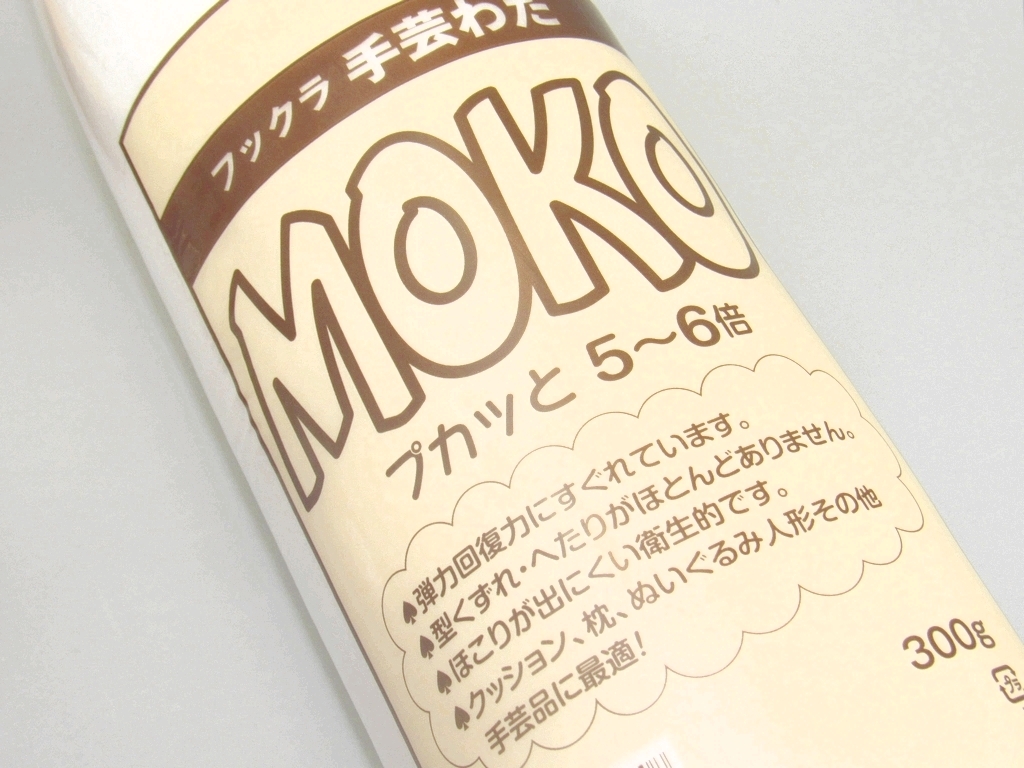 フックラ 手芸わた
MOKO
プカッと 5〜6倍
♠弾力回復力にすぐれています。
♠型くずれ・へたりがほとんどありません。
♠ほこりが出にくい衛生的です。
♠クッション、枕、ぬいぐるみ人形その他
手芸品に最適!
300g
プラ